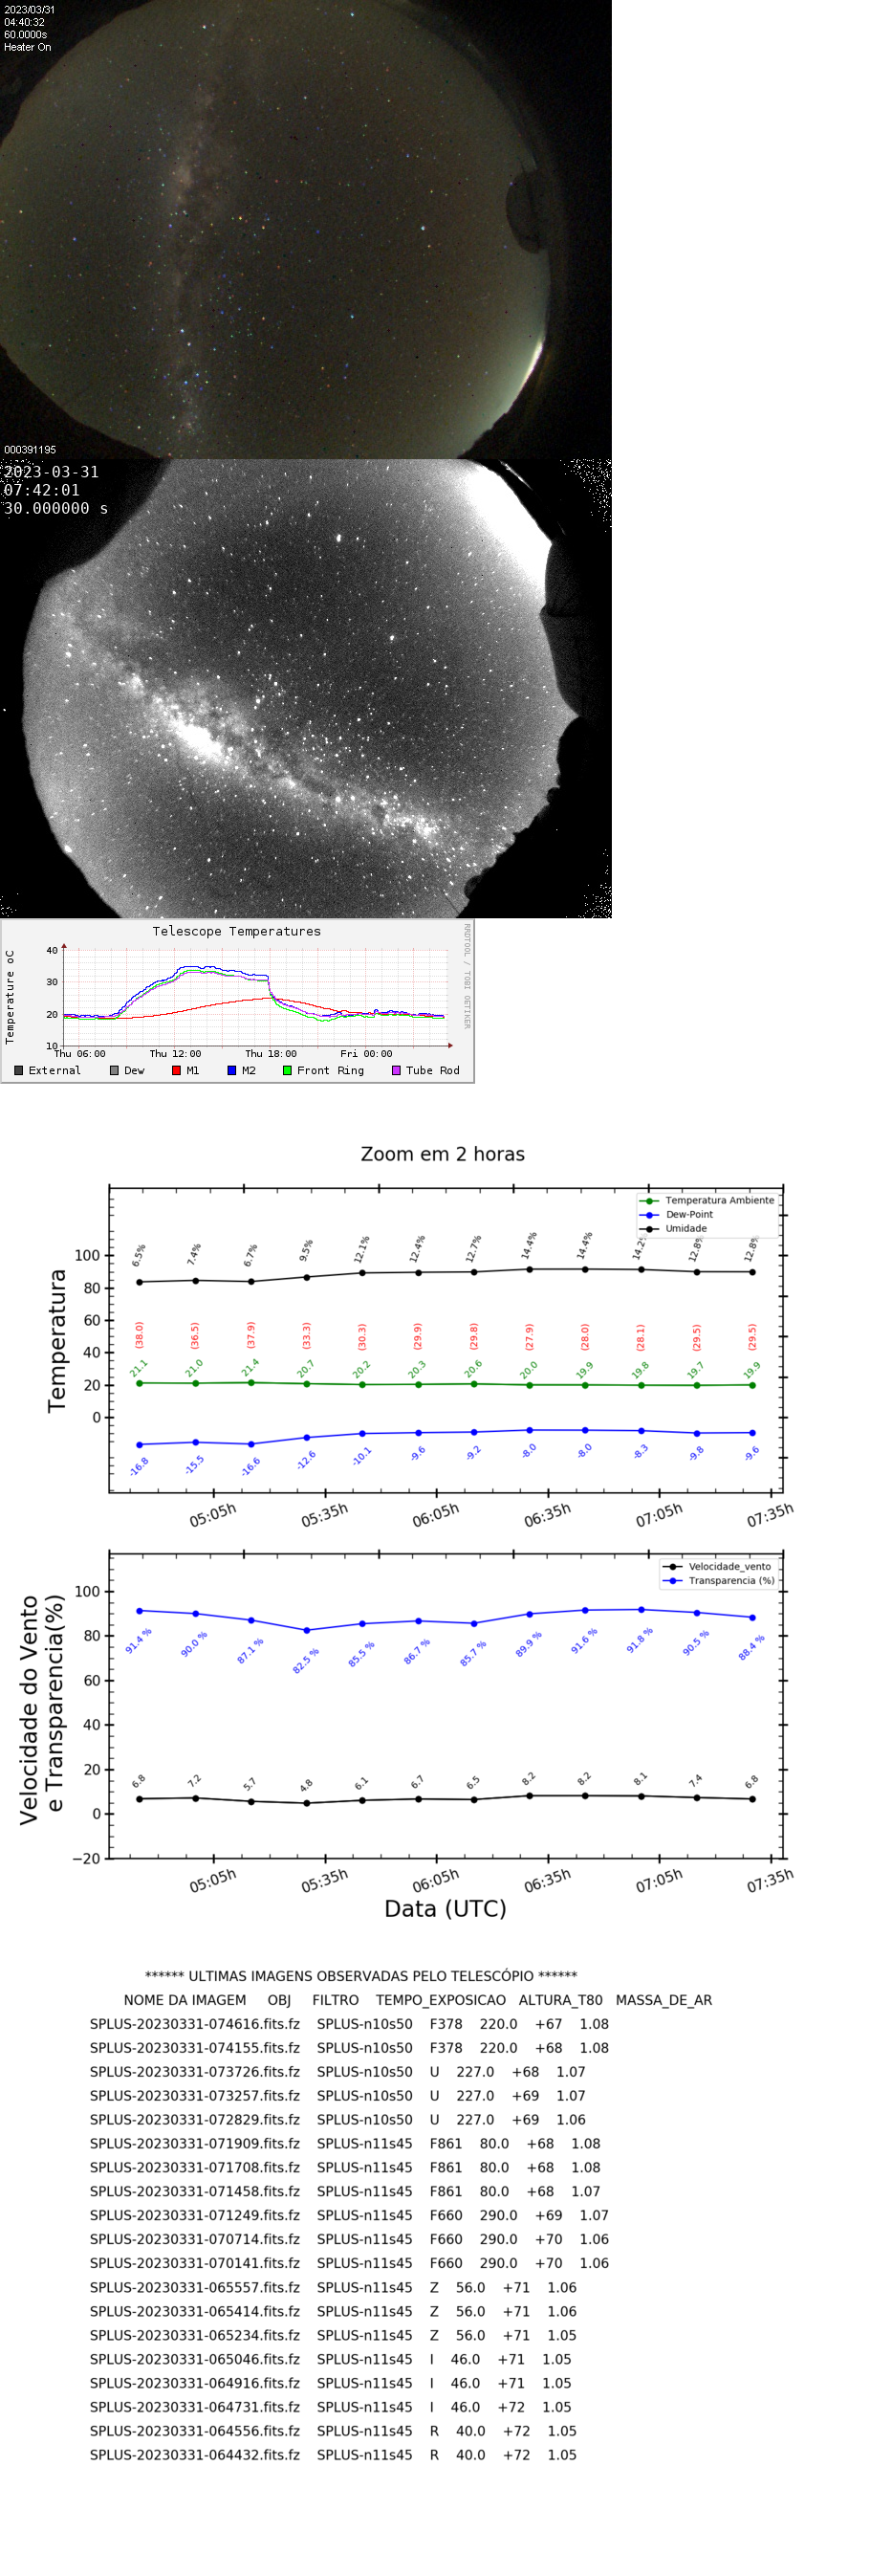 2023/03/31
04:40:32
60.0000s
Heater On
000391195
2023-03-31
07:42:01
30.000000 s
Telescope Temperatures
RRDTOOL / TOBI OETIKER
Temperature oC
40
30
20
10
Thu 06:00 Thu 12:00 Thu 18:00 Fri 00:00
External Dew M1 M2 Front Ring Tube Rod
Zoom em 2 horas
Temperatura Ambiente
Dew-Point
Umidade
Temperatura
100
80
60
40
20
0
6.5% 7.4% 6.7% 9.5% 12.1% 12.4% 12.7% 14.4% 14.4% 14.2% 12.8% 12.8%
(38.0) (36.5) (37.9) (33.3) (30.3) (29.9) (29.8) (27.9) (28.0) (28.1) (29.5) (29.5)
21.1 21.0 21.4 20.7 20.2 20.3 20.6 20.0 19.9 19.8 19.7 19.9
-16.8 -15.5 -16.6 -12.6 -10.1 -9.6 -9.2 -8.0 -8.0 -8.3 -9.8 -9.6
05:05h 05:35h 06:05h 06:35h 07:05h 07:35h
Velocidade_vento
Transparencia (%)
Velocidade do Vento
e Transparencia(%)
100
80
60
40
20
0
−20
91.4 % 90.0 % 87.1 % 82.5 % 85.5 % 86.7 % 85.7 % 89.9 % 91.6 % 91.8 % 90.5 % 88.4 %
6.8 7.2 5.7 4.8 6.1 6.7 6.5 8.2 8.2 8.1 7.4 6.8
05:05h 05:35h 06:05h 06:35h 07:05h 07:35h
Data (UTC)
****** ULTIMAS IMAGENS OBSERVADAS PELO TELESCÓPIO ******
NOME DA IMAGEM OBJ FILTRO TEMPO_EXPOSICAO ALTURA_T80 MASSA_DE_AR
SPLUS-20230331-074616.fits.fz SPLUS-n10s50 F378 220.0 +67 1.08
SPLUS-20230331-074155.fits.fz SPLUS-n10s50 F378 220.0 +68 1.08
SPLUS-20230331-073726.fits.fz SPLUS-n10s50 U 227.0 +68 1.07
SPLUS-20230331-073257.fits.fz SPLUS-n10s50 U 227.0 +69 1.07
SPLUS-20230331-072829.fits.fz SPLUS-n10s50 U 227.0 +69 1.06
SPLUS-20230331-071909.fits.fz SPLUS-n11s45 F861 80.0 +68 1.08
SPLUS-20230331-071708.fits.fz SPLUS-n11s45 F861 80.0 +68 1.08
SPLUS-20230331-071458.fits.fz SPLUS-n11s45 F861 80.0 +68 1.07
SPLUS-20230331-071249.fits.fz SPLUS-n11s45 F660 290.0 +69 1.07
SPLUS-20230331-070714.fits.fz SPLUS-n11s45 F660 290.0 +70 1.06
SPLUS-20230331-070141.fits.fz SPLUS-n11s45 F660 290.0 +70 1.06
SPLUS-20230331-065557.fits.fz SPLUS-n11s45 Z 56.0 +71 1.06
SPLUS-20230331-065414.fits.fz SPLUS-n11s45 Z 56.0 +71 1.06
SPLUS-20230331-065234.fits.fz SPLUS-n11s45 Z 56.0 +71 1.05
SPLUS-20230331-065046.fits.fz SPLUS-n11s45 I 46.0 +71 1.05
SPLUS-20230331-064916.fits.fz SPLUS-n11s45 I 46.0 +71 1.05
SPLUS-20230331-064731.fits.fz SPLUS-n11s45 I 46.0 +72 1.05
SPLUS-20230331-064556.fits.fz SPLUS-n11s45 R 40.0 +72 1.05
SPLUS-20230331-064432.fits.fz SPLUS-n11s45 R 40.0 +72 1.05